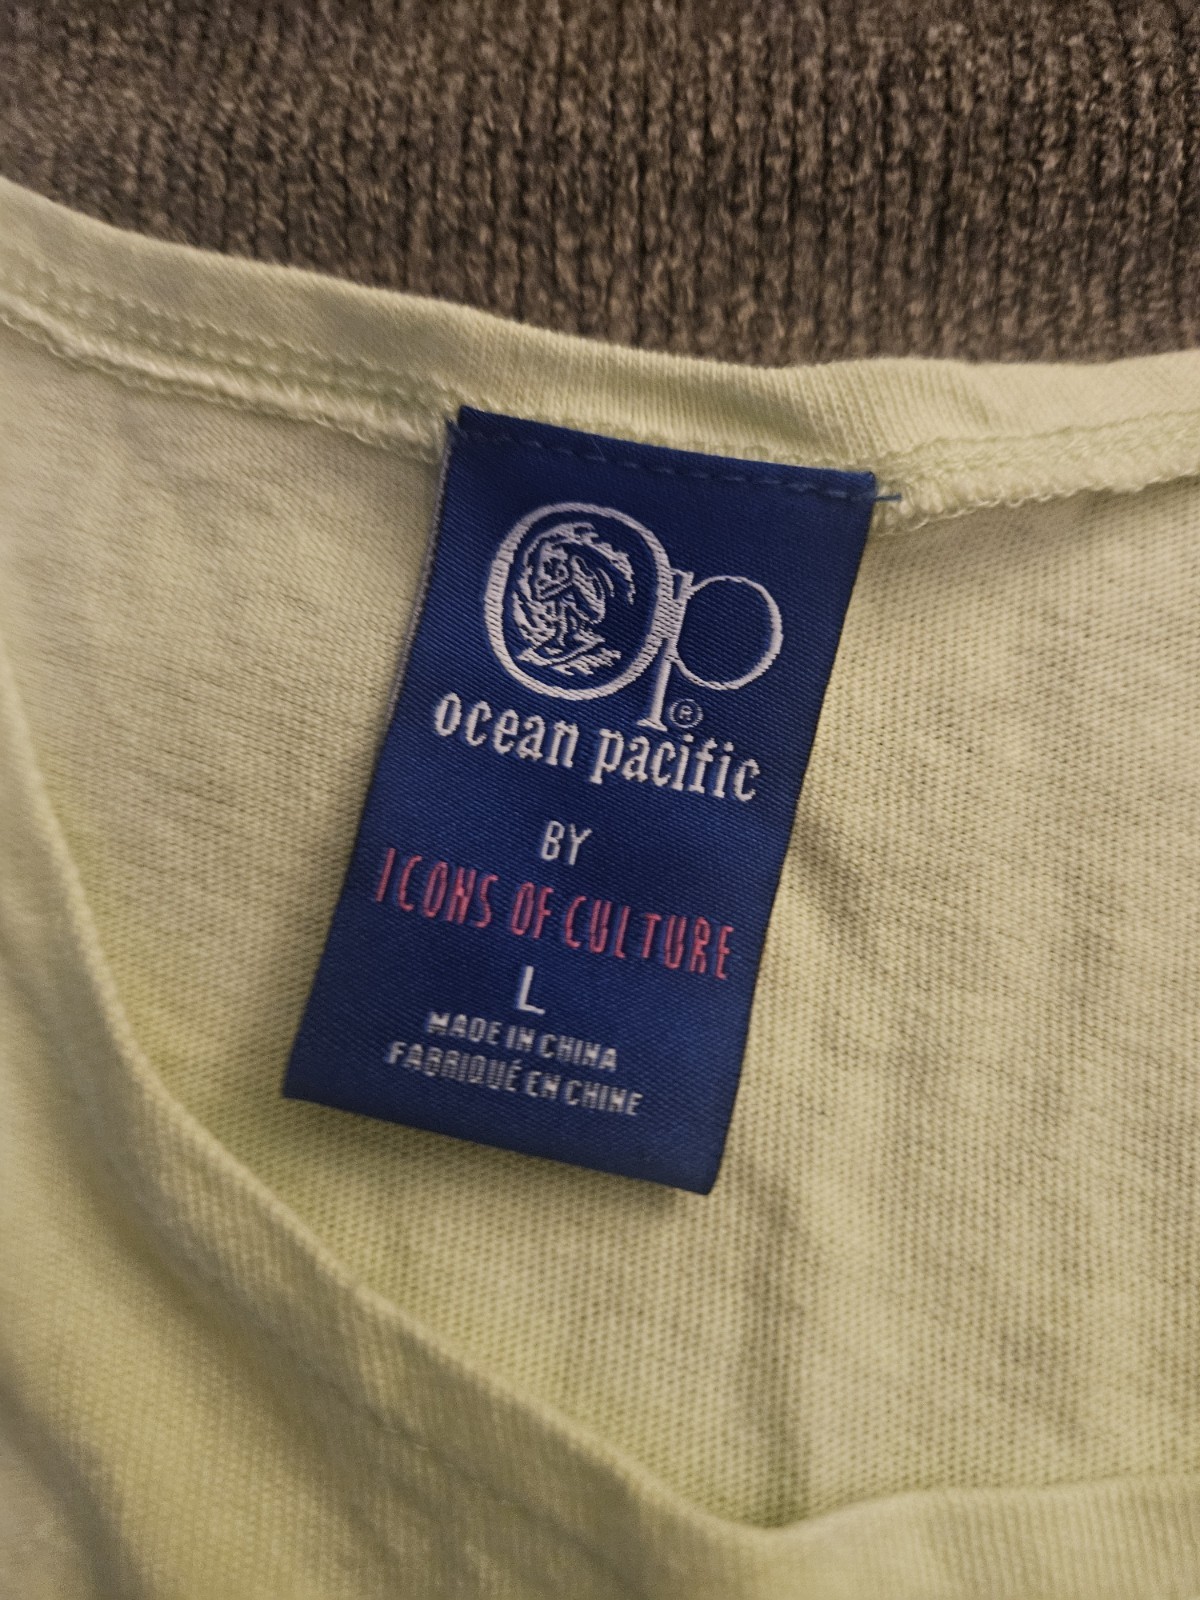 Op®
ocean pacific
BY
ICONS OF CULTURE
L
MADE IN CHINA
FABRIQUÉ EN CHINE